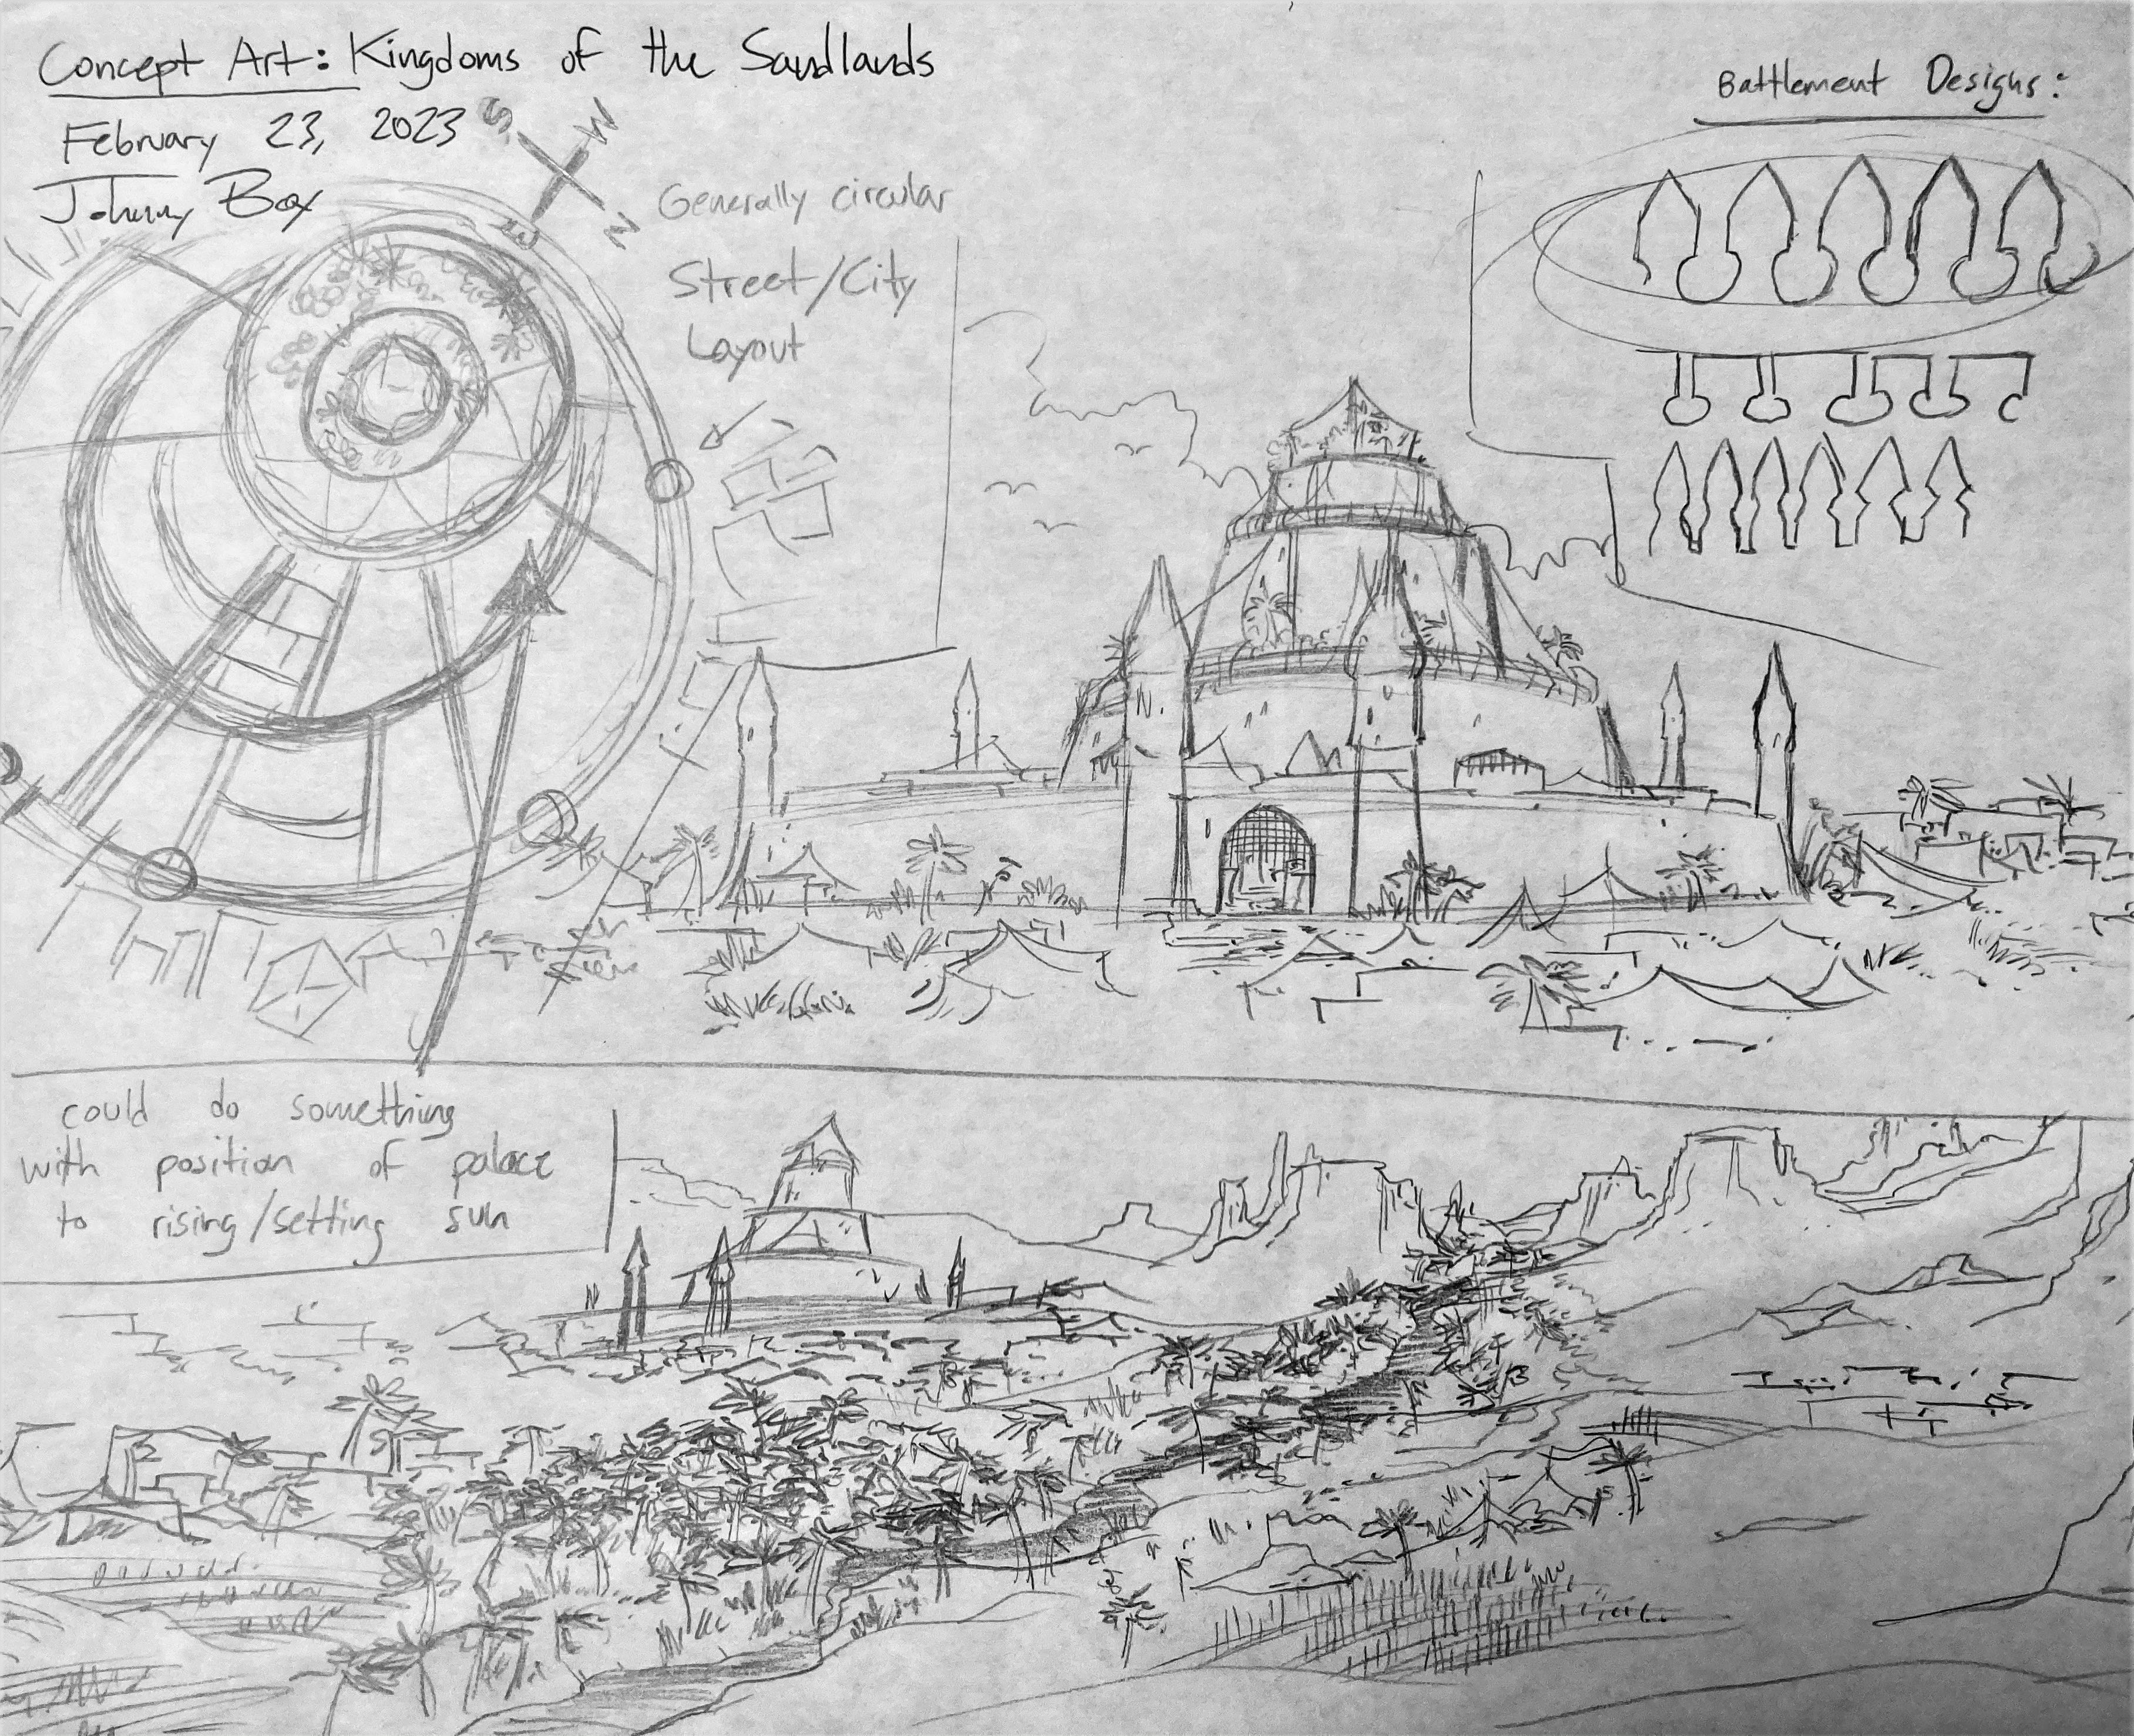 Concept Art: Kingdoms of the Sandlands
February 23, 2023
Johnny Box
S W
E N
Generally circular
Street/City
Layout
Battlement Designs:
could do something
with position of palace
to rising/setting sun